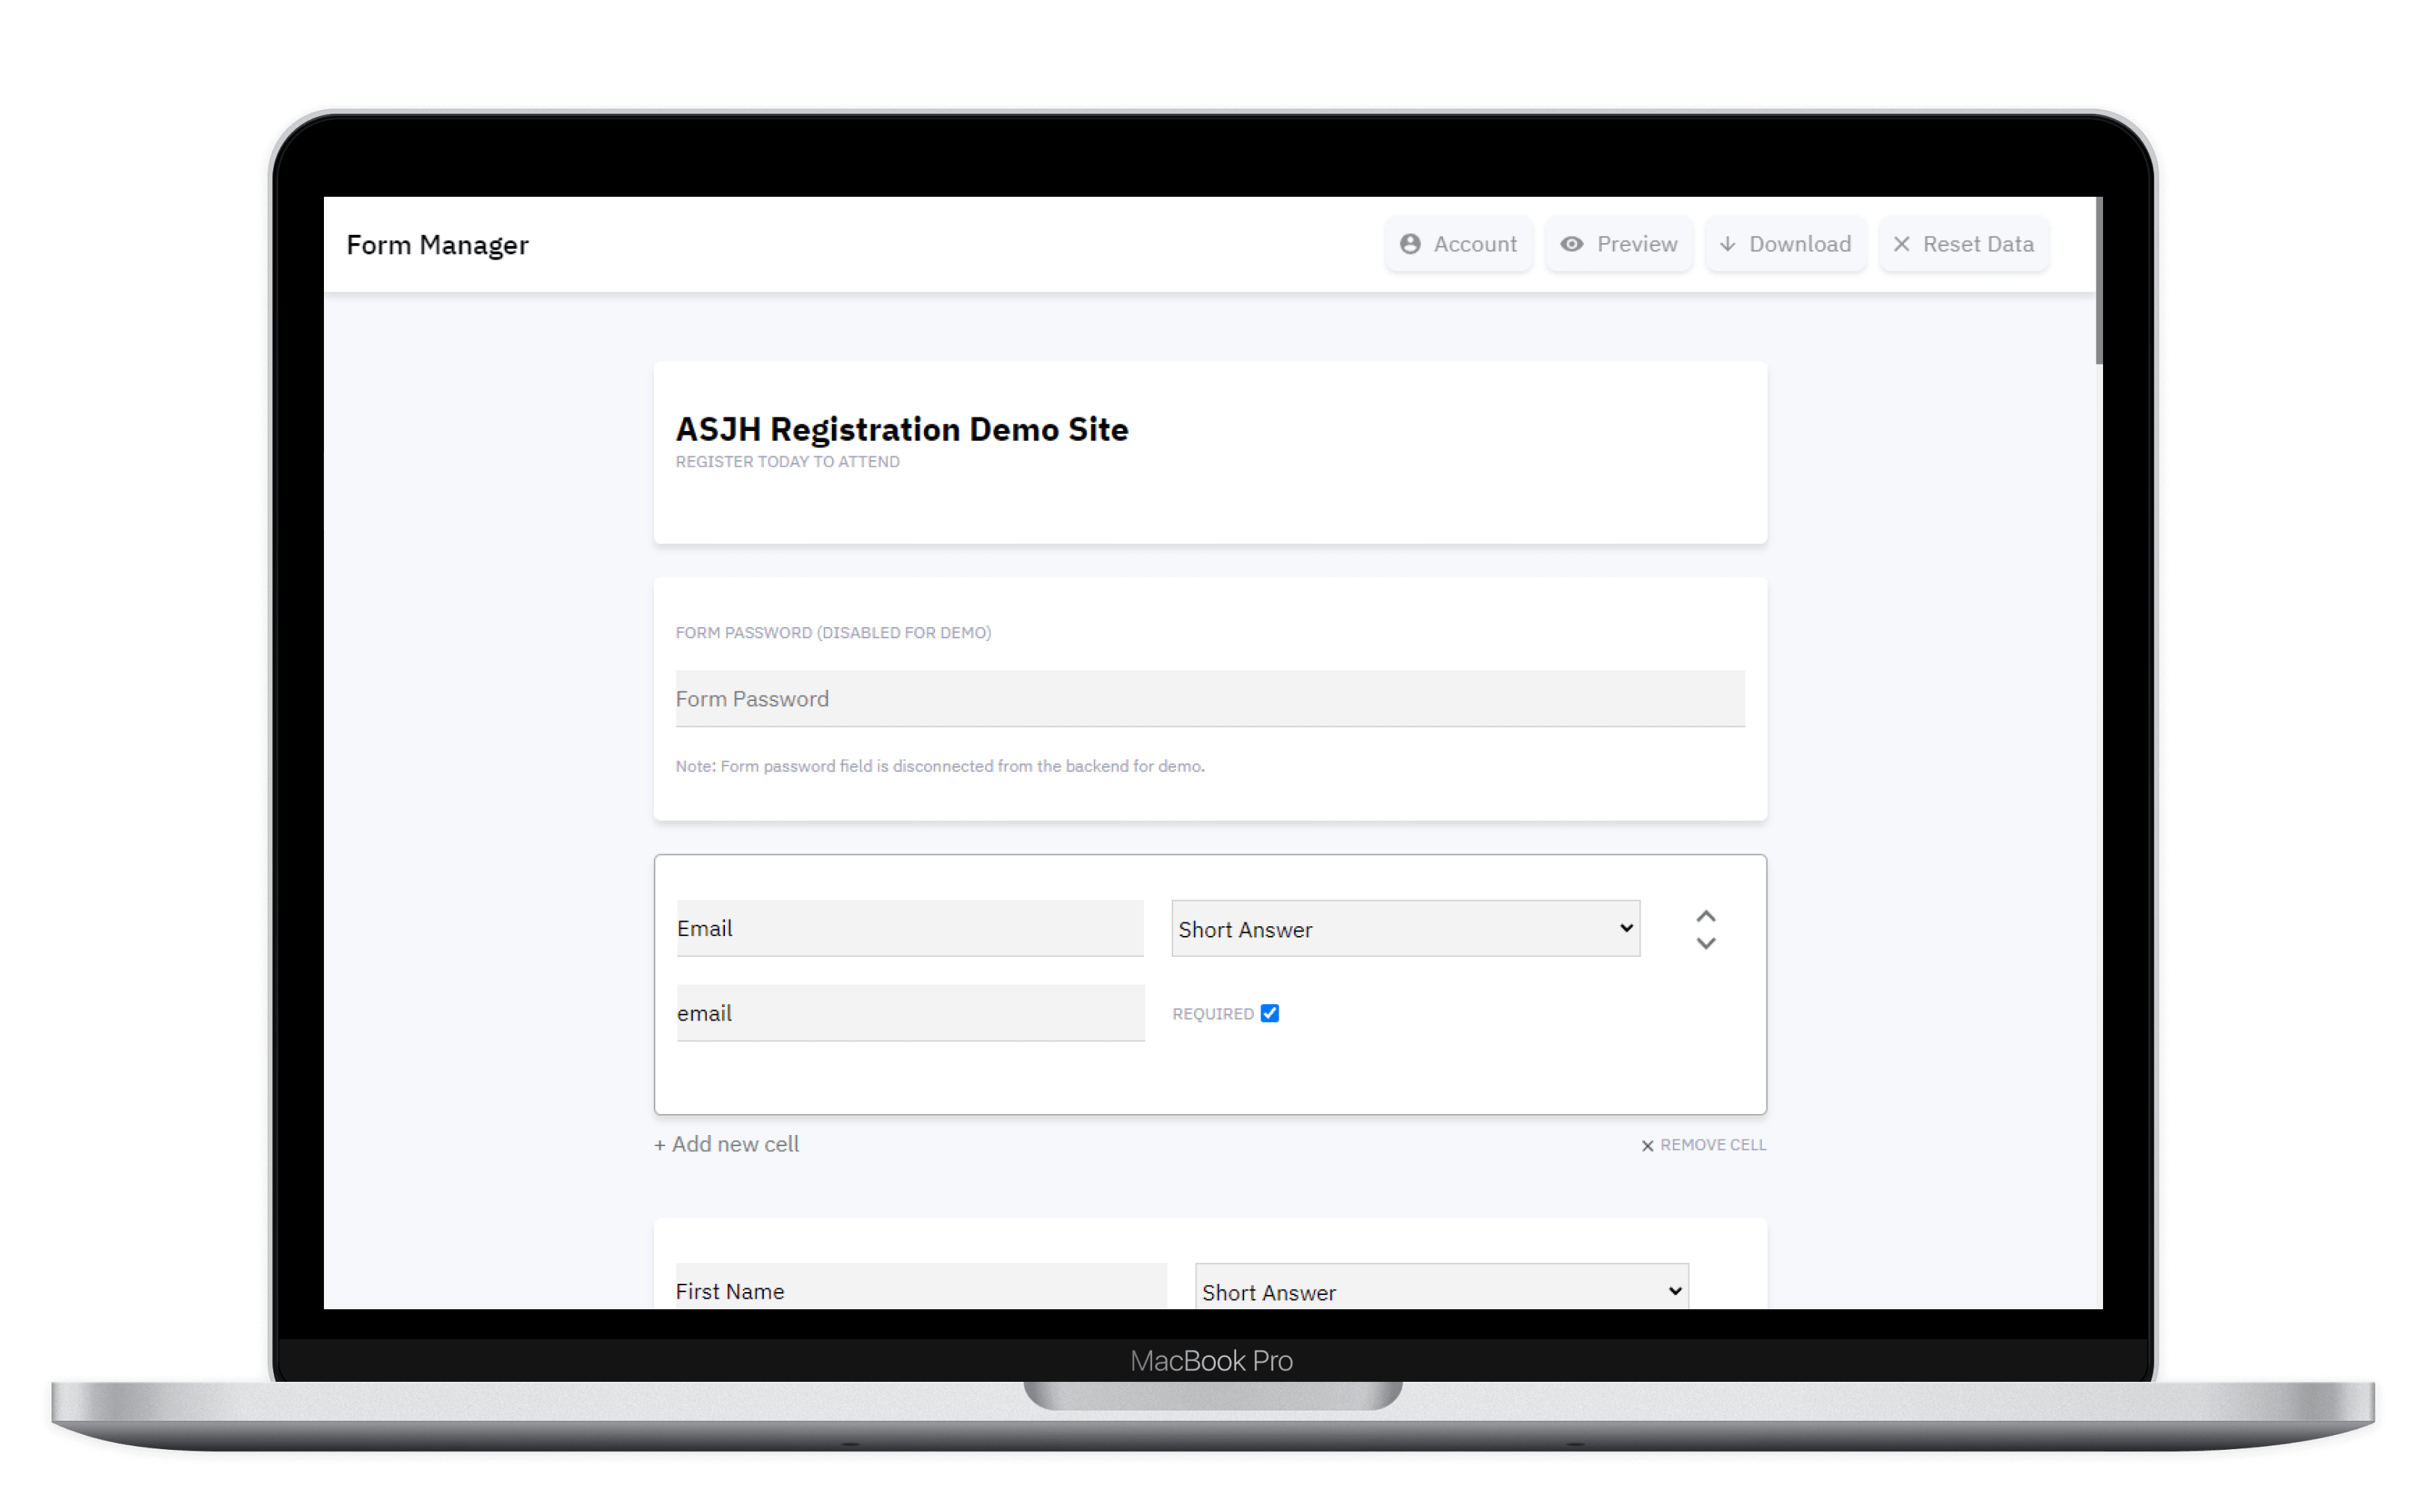 Form Manager
Account
Preview
Download
Reset Data
ASJH Registration Demo Site
REGISTER TODAY TO ATTEND
FORM PASSWORD (DISABLED FOR DEMO)
Form Password
Note: Form password field is disconnected from the backend for demo.
Email
Short Answer
email
REQUIRED
+ Add new cell
REMOVE CELL
First Name
Short Answer
MacBook Pro